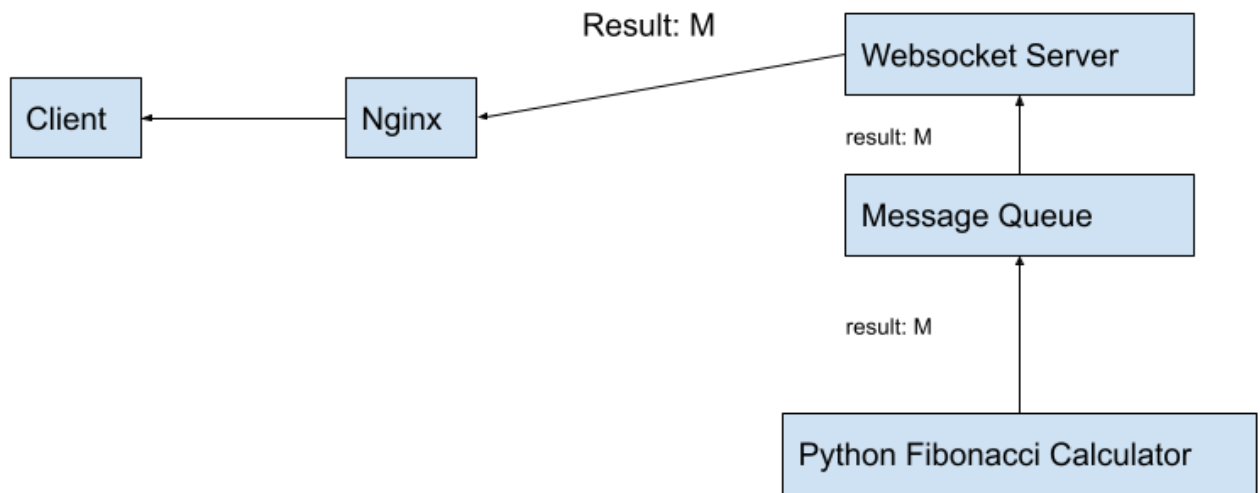 Result: M
Websocket Server
Client
Nginx
result: M
Message Queue
result: M
Python Fibonacci Calculator